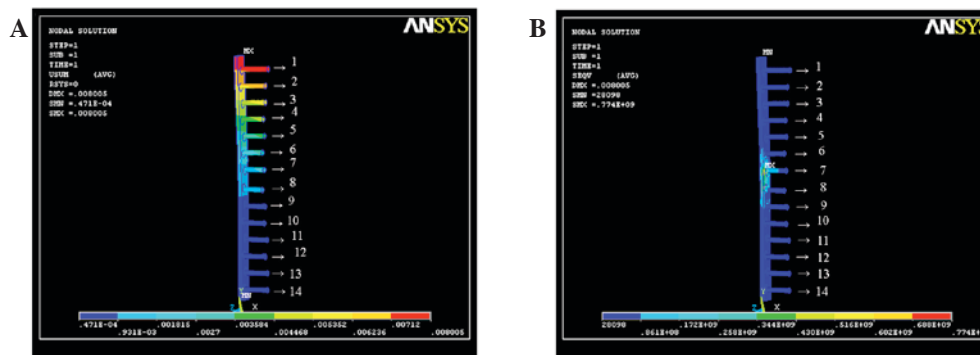 A
NODAL SOLUTION
STEP=1
SUB =1
TIME=1
USUM (AVG)
RSYS=0
DMX =.008005
SMN =.471E-04
SMX =.008005
ANSYS
MX
1
2
3
4
5
6
7
8
9
10
11
12
13
14
MN
Y
Z X
.471E-04 .001815 .003584 .005352 .00712
.931E-03 .0027 .004468 .006236 .008005
B
NODAL SOLUTION
STEP=1
SUB =1
TIME=1
SEQV (AVG)
DMX =.008005
SMN =28098
SMX =.774E+09
ANSYS
MN
1
2
3
4
5
6
MX
7
8
9
10
11
12
13
14
Y
Z X
28098 .172E+09 .344E+09 .516E+09 .688E+09
.861E+08 .258E+09 .430E+09 .602E+09 .774E+09